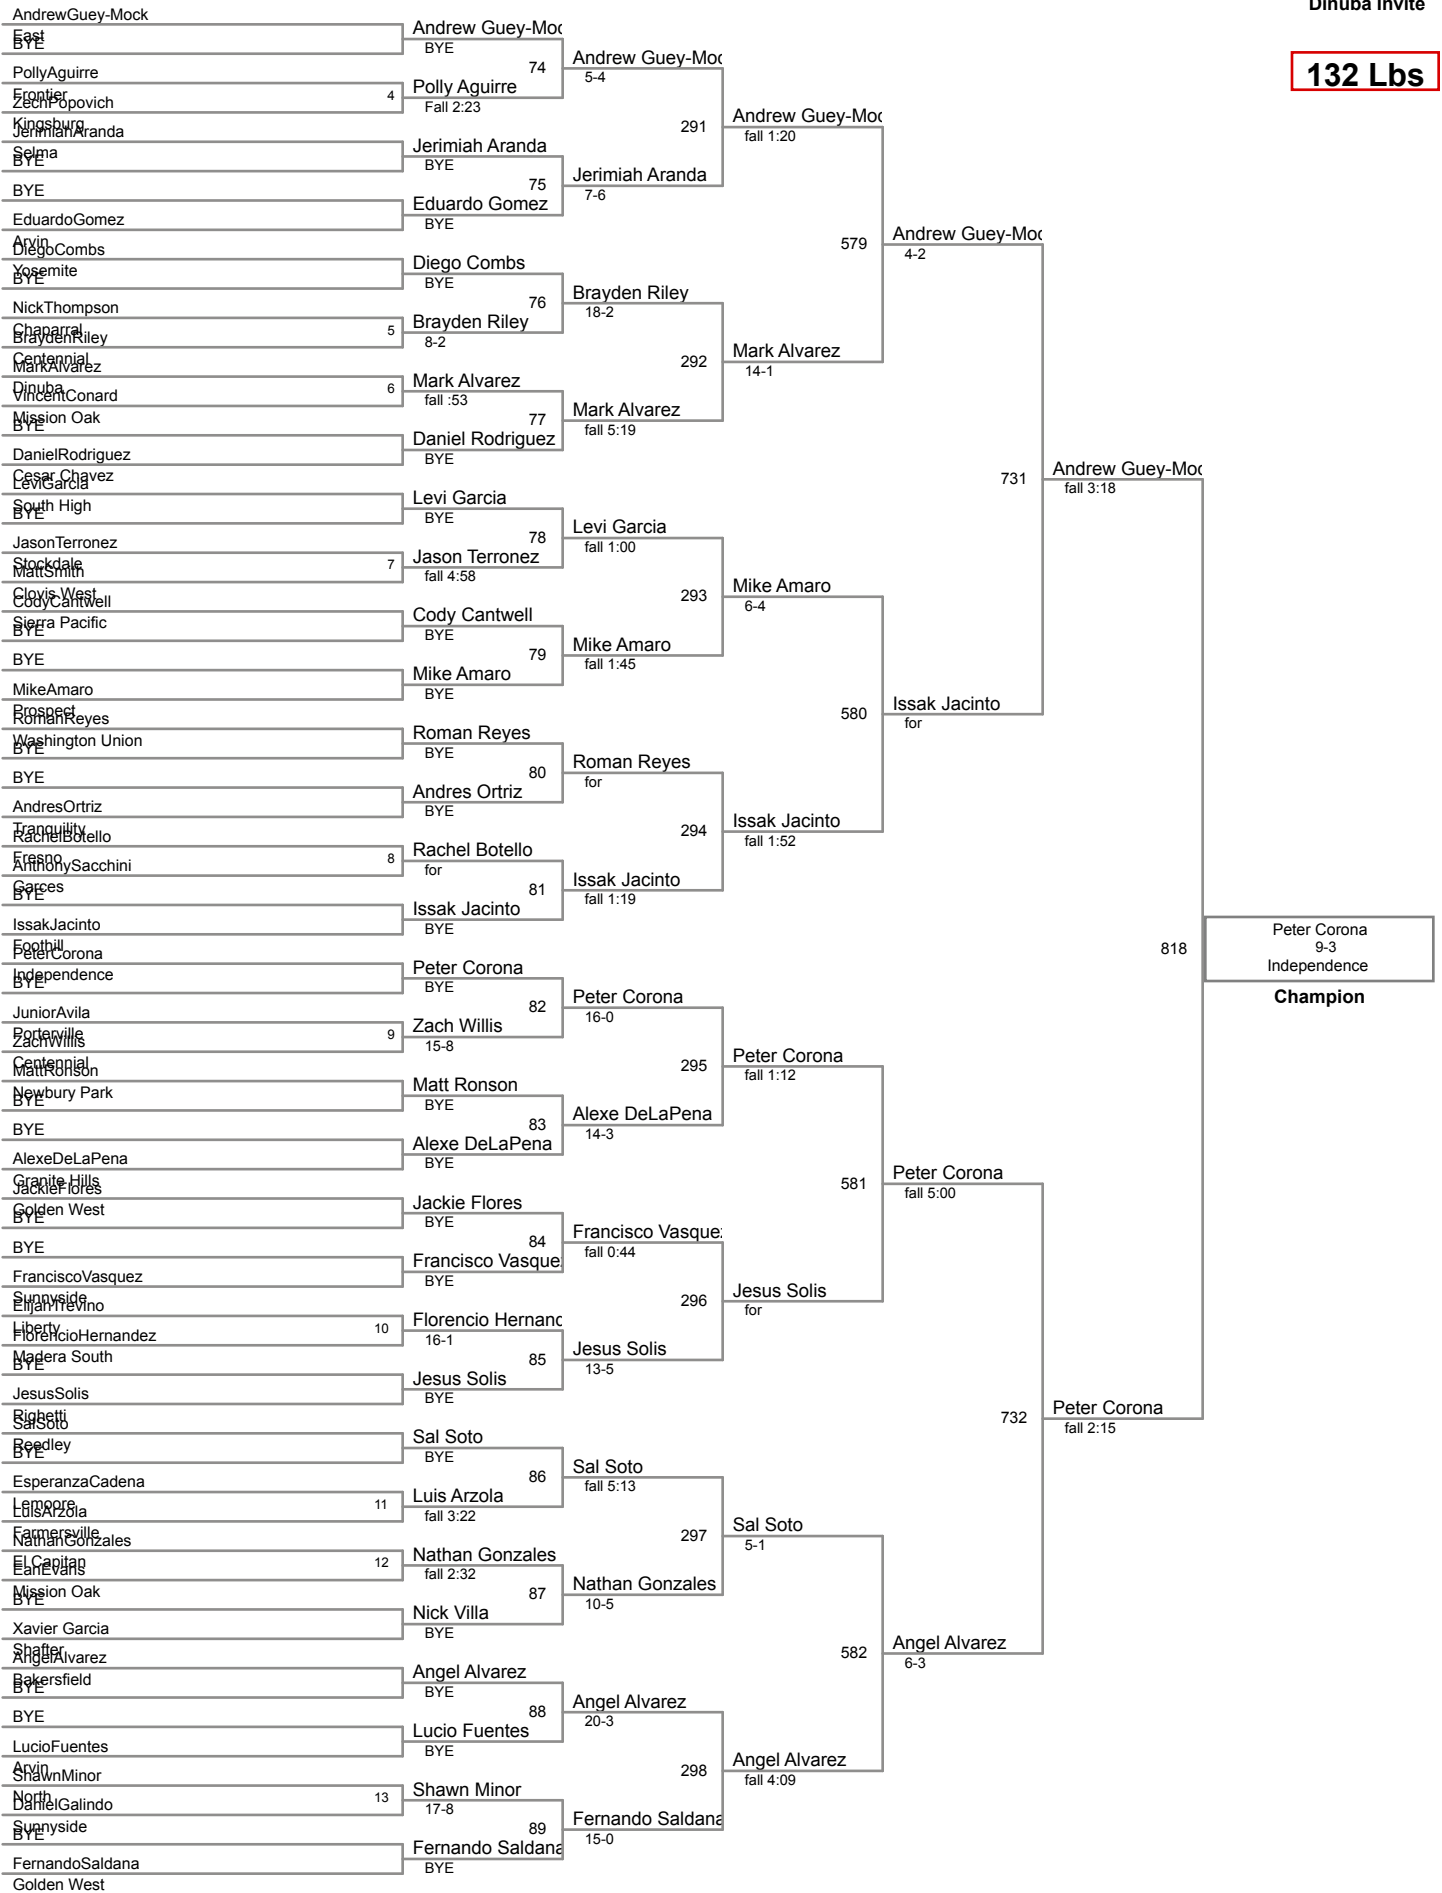 Dinuba Invite
132 Lbs
AndrewGuey-Mock
East
BYE
PollyAguirre
Frontier
4
ZechPopovich
Kingsburg
JerimiahAranda
Selma
BYE
BYE
EduardoGomez
Arvin
DiegoCombs
Yosemite
BYE
NickThompson
Chaparral
5
BraydenRiley
Centennial
MarkAlvarez
Dinuba
6
VincentConard
Mission Oak
BYE
DanielRodriguez
Cesar Chavez
LeviGarcia
South High
BYE
JasonTerronez
Stockdale
7
MattSmith
Clovis West
CodyCantwell
Sierra Pacific
BYE
BYE
MikeAmaro
Prospect
RomanReyes
Washington Union
BYE
BYE
AndresOrtriz
Tranquility
RachelBotello
Fresno
8
AnthonySacchini
Garces
BYE
IssakJacinto
Foothill
PeterCorona
Independence
BYE
JuniorAvila
Porterville
9
ZachWillis
Centennial
MattRonson
Newbury Park
BYE
BYE
AlexeDeLaPena
Granite Hills
JackieFlores
Golden West
BYE
BYE
FranciscoVasquez
Sunnyside
ElijahTrevino
Liberty
10
FlorencioHernandez
Madera South
BYE
JesusSolis
Righetti
SalSoto
Reedley
BYE
EsperanzaCadena
Lemoore
11
LuisArzola
Farmersville
NathanGonzales
El Capitan
12
EanEvans
Mission Oak
BYE
Xavier Garcia
Shafter
AngelAlvarez
Bakersfield
BYE
BYE
LucioFuentes
Arvin
ShawnMinor
North
13
DanielGalindo
Sunnyside
BYE
FernandoSaldana
Golden West
Andrew Guey-Moc
BYE
74
Polly Aguirre
Fall 2:23
Jerimiah Aranda
BYE
75
Eduardo Gomez
BYE
Diego Combs
BYE
76
Brayden Riley
8-2
Mark Alvarez
fall :53
77
Daniel Rodriguez
BYE
Levi Garcia
BYE
78
Jason Terronez
fall 4:58
Cody Cantwell
BYE
79
Mike Amaro
BYE
Roman Reyes
BYE
80
Andres Ortriz
BYE
Rachel Botello
for
81
Issak Jacinto
BYE
Peter Corona
BYE
82
Zach Willis
15-8
Matt Ronson
BYE
83
Alexe DeLaPena
BYE
Jackie Flores
BYE
84
Francisco Vasque
BYE
Florencio Hernanc
16-1
85
Jesus Solis
BYE
Sal Soto
BYE
86
Luis Arzola
fall 3:22
Nathan Gonzales
fall 2:32
87
Nick Villa
BYE
Angel Alvarez
BYE
88
Lucio Fuentes
BYE
Shawn Minor
17-8
89
Fernando Saldana
BYE
Andrew Guey-Moc
5-4
291
Jerimiah Aranda
7-6
Brayden Riley
18-2
292
Mark Alvarez
fall 5:19
Levi Garcia
fall 1:00
293
Mike Amaro
fall 1:45
Roman Reyes
for
294
Issak Jacinto
fall 1:19
Peter Corona
16-0
295
Alexe DeLaPena
14-3
Francisco Vasque
fall 0:44
296
Jesus Solis
13-5
Sal Soto
fall 5:13
297
Nathan Gonzales
10-5
Angel Alvarez
20-3
298
Fernando Saldana
15-0
Andrew Guey-Moc
fall 1:20
579
Mark Alvarez
14-1
Mike Amaro
6-4
580
Issak Jacinto
fall 1:52
Peter Corona
fall 1:12
581
Jesus Solis
for
Sal Soto
5-1
582
Angel Alvarez
fall 4:09
Andrew Guey-Moc
4-2
731
Issak Jacinto
for
Peter Corona
fall 5:00
732
Angel Alvarez
6-3
Andrew Guey-Moc
fall 3:18
818
Peter Corona
fall 2:15
Peter Corona
9-3
Independence
Champion